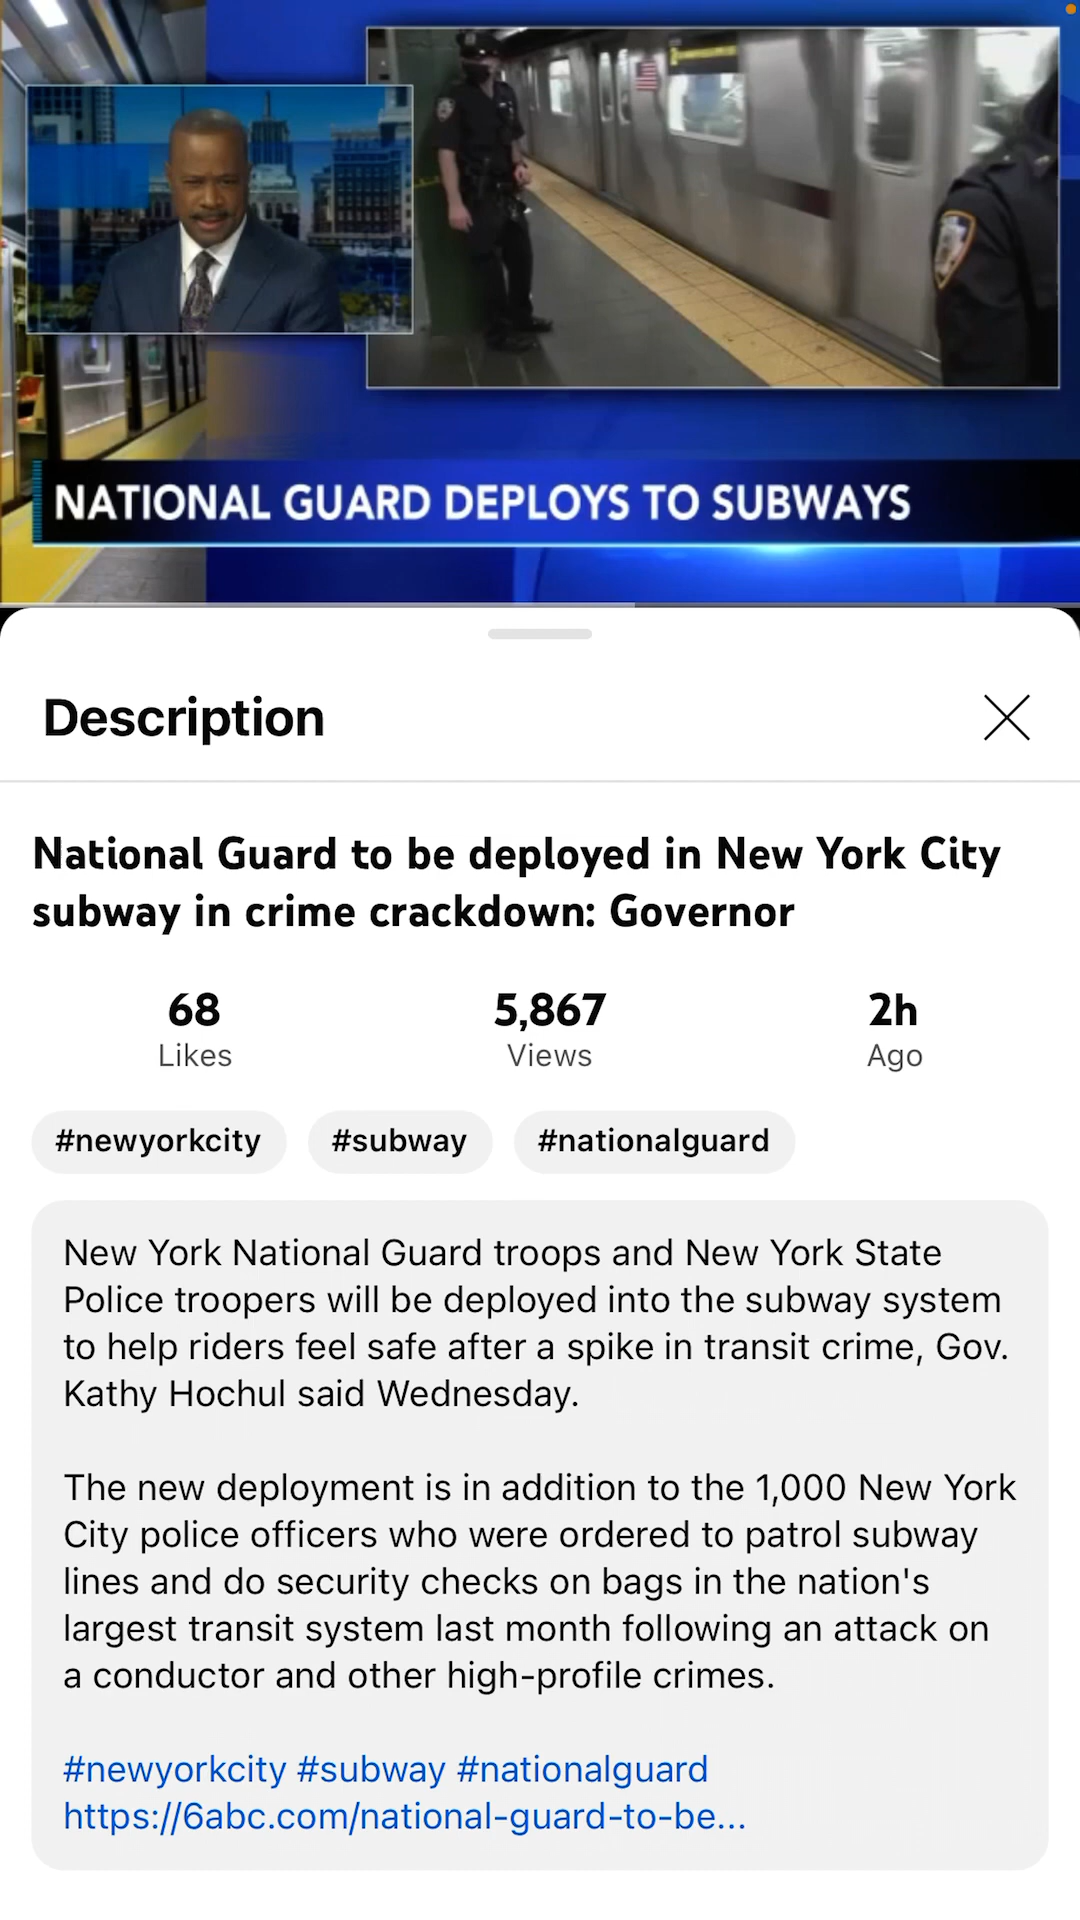 NATIONAL GUARD DEPLOYS TO SUBWAYS
Description
National Guard to be deployed in New York City
subway in crime crackdown: Governor
68
Likes
5,867
Views
2h
Ago
#newyorkcity
#subway
#nationalguard
New York National Guard troops and New York State
Police troopers will be deployed into the subway system
to help riders feel safe after a spike in transit crime, Gov.
Kathy Hochul said Wednesday.
The new deployment is in addition to the 1,000 New York
City police officers who were ordered to patrol subway
lines and do security checks on bags in the nation's
largest transit system last month following an attack on
a conductor and other high-profile crimes.
#newyorkcity #subway #nationalguard
https://6abc.com/national-guard-to-be...